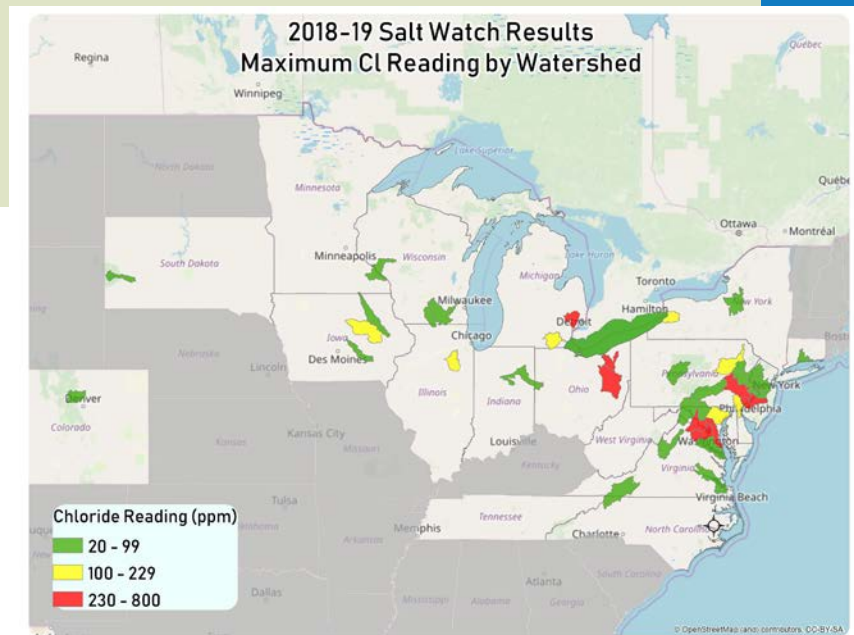 2018-19 Salt Watch Results
Maximum Cl Reading by Watershed
Regina
Winnipeg
Québec
North Dakota
Lake Superior
Minnesota
Ottawa
Montréal
Minneapolis
Wisconsin
South Dakota
Lake Huron
Michigan
Toronto
Hamilton
New York
Milwaukee
Detroit
Chicago
Iowa
Des Moines
Nebraska
Lincoln
Illinois
Indiana
Ohio
Pennsylvania
New York
Philadelphia
Denver
Colorado
Kansas City
Kansas
Louisville
West Virginia
Washington
Kentucky
Virginia
Virginia Beach
Tulsa
Oklahoma
Memphis
Tennessee
Charlotte
North Carolina
Arkansas
South Carolina
Atlanta
Dallas
Mississippi
Alabama
Georgia
Chloride Reading (ppm)
20 - 99
100 - 229
230 - 800
© OpenStreetMap (and) contributors, CC-BY-SA